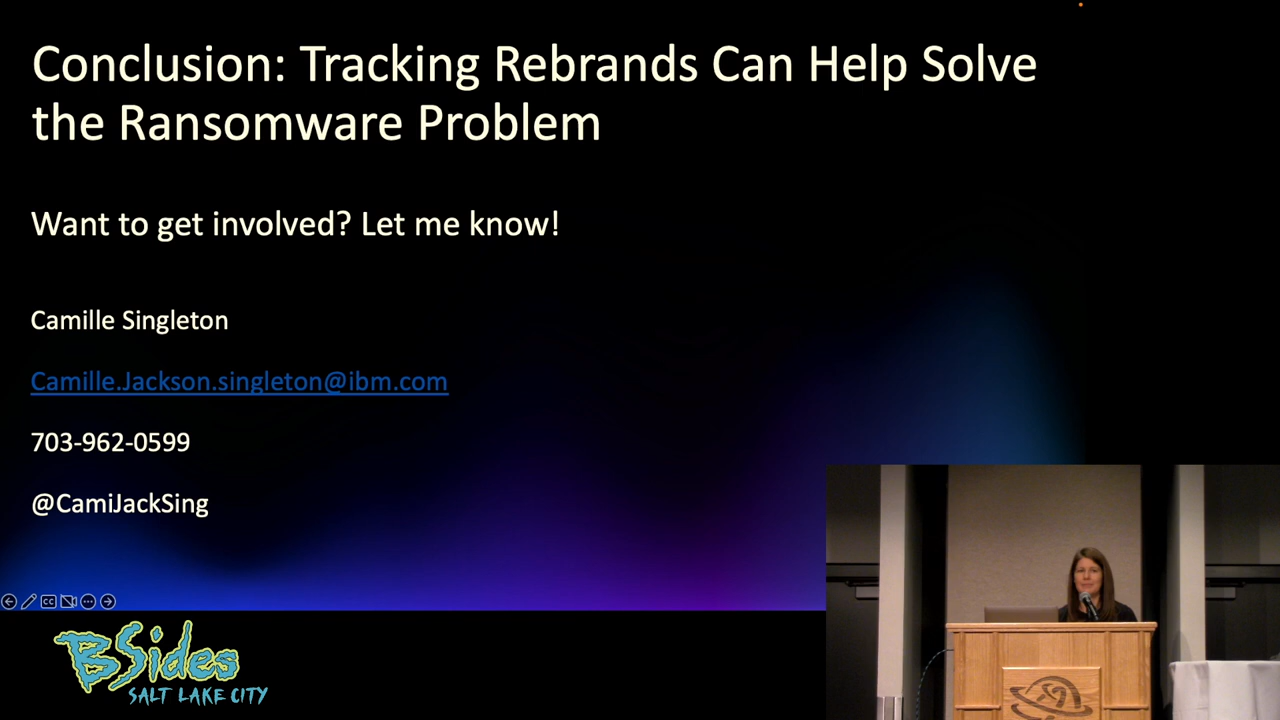 Conclusion: Tracking Rebrands Can Help Solve
the Ransomware Problem
Want to get involved? Let me know!
Camille Singleton
Camille.Jackson.singleton@ibm.com
703-962-0599
@CamiJackSing
CC
BSides
SALT LAKE CITY